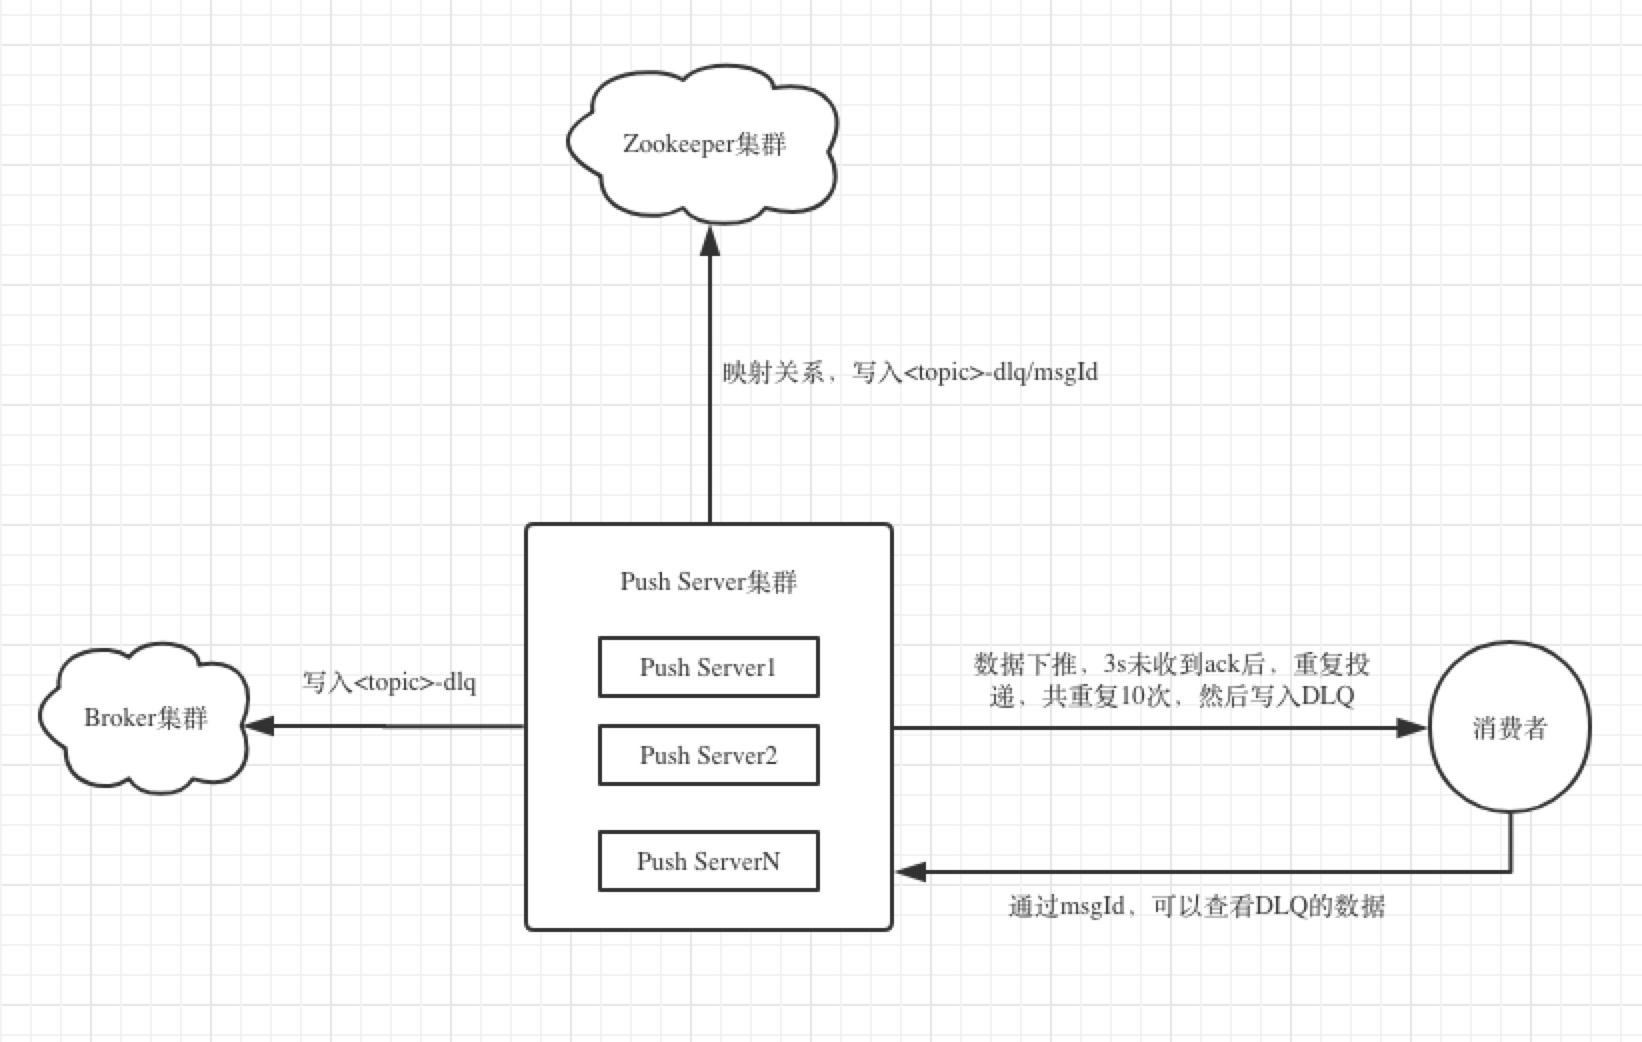 Zookeeper集群
映射关系，写入<topic>-dlq/msgId
Push Server集群
Push Server1
Push Server2
Push ServerN
Broker集群
写入<topic>-dlq
数据下推，3s未收到ack后，重复投
递，共重复10次，然后写入DLQ
消费者
通过msgId，可以查看DLQ的数据